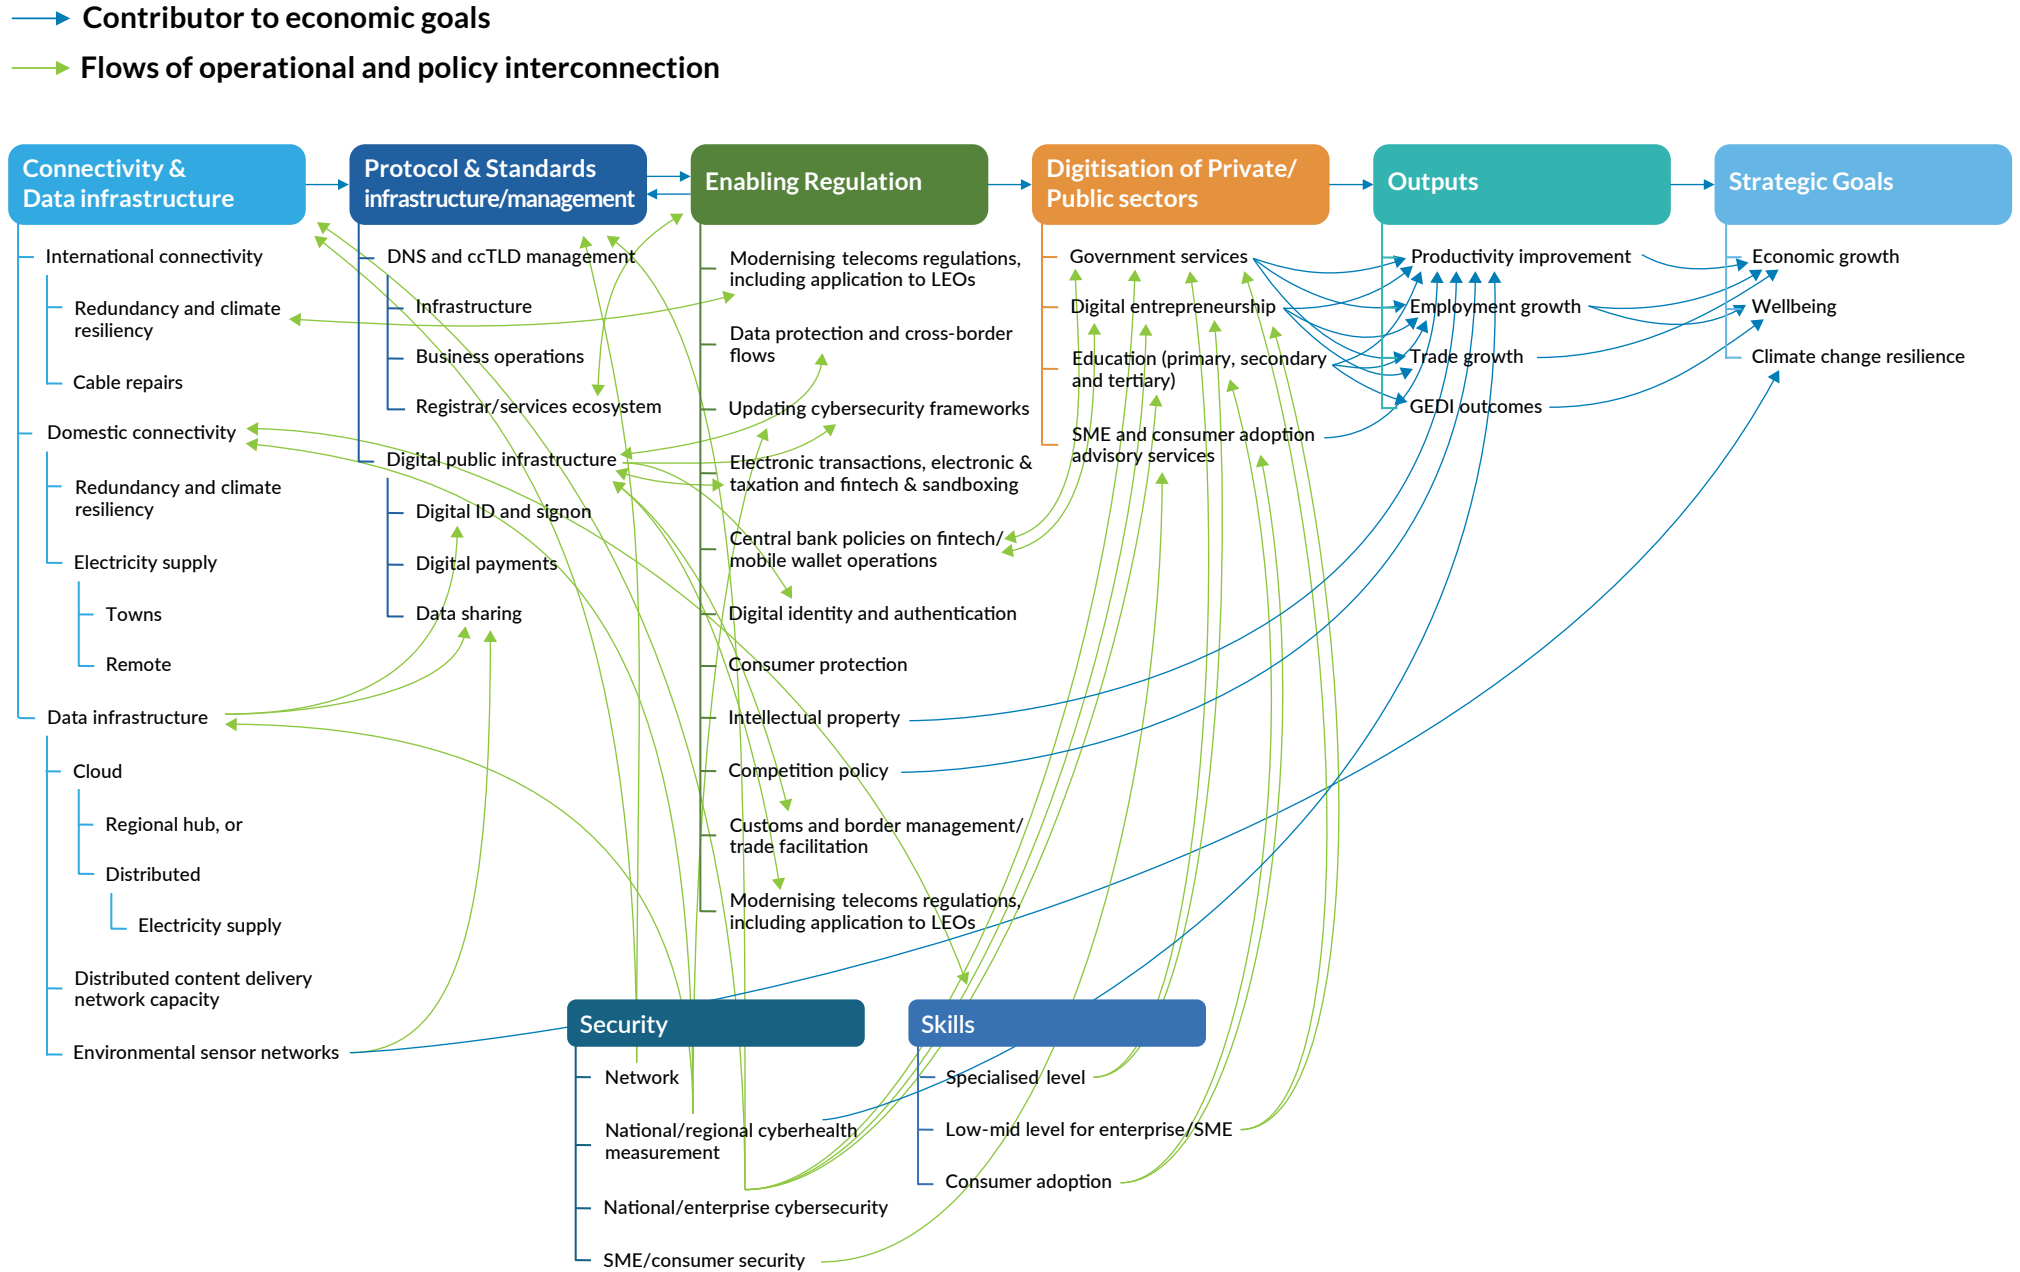 Contributor to economic goals
Flows of operational and policy interconnection
Connectivity &
Data infrastructure
International connectivity
Redundancy and climate
resiliency
Cable repairs
Domestic connectivity
Redundancy and climate
resiliency
Electricity supply
Towns
Remote
Data infrastructure
Cloud
Regional hub, or
Distributed
Electricity supply
Distributed content delivery
network capacity
Environmental sensor networks
Protocol & Standards
infrastructure/management
DNS and ccTLD management
Infrastructure
Business operations
Registrar/services ecosystem
Digital public infrastructure
Digital ID and signon
Digital payments
Data sharing
Enabling Regulation
Modernising telecoms regulations,
including application to LEOs
Data protection and cross-border
flows
Updating cybersecurity frameworks
Electronic transactions, electronic &
taxation and fintech & sandboxing
Central bank policies on fintech/
mobile wallet operations
Digital identity and authentication
Consumer protection
Intellectual property
Competition policy
Customs and border management/
trade facilitation
Modernising telecoms regulations,
including application to LEOs
Digitisation of Private/
Public sectors
Government services
Digital entrepreneurship
Education (primary, secondary
and tertiary)
SME and consumer adoption
advisory services
Outputs
Productivity improvement
Employment growth
Trade growth
GEDI outcomes
Strategic Goals
Economic growth
Wellbeing
Climate change resilience
Security
Network
National/regional cyberhealth
measurement
National/enterprise cybersecurity
SME/consumer security
Skills
Specialised level
Low-mid level for enterprise/SME
Consumer adoption